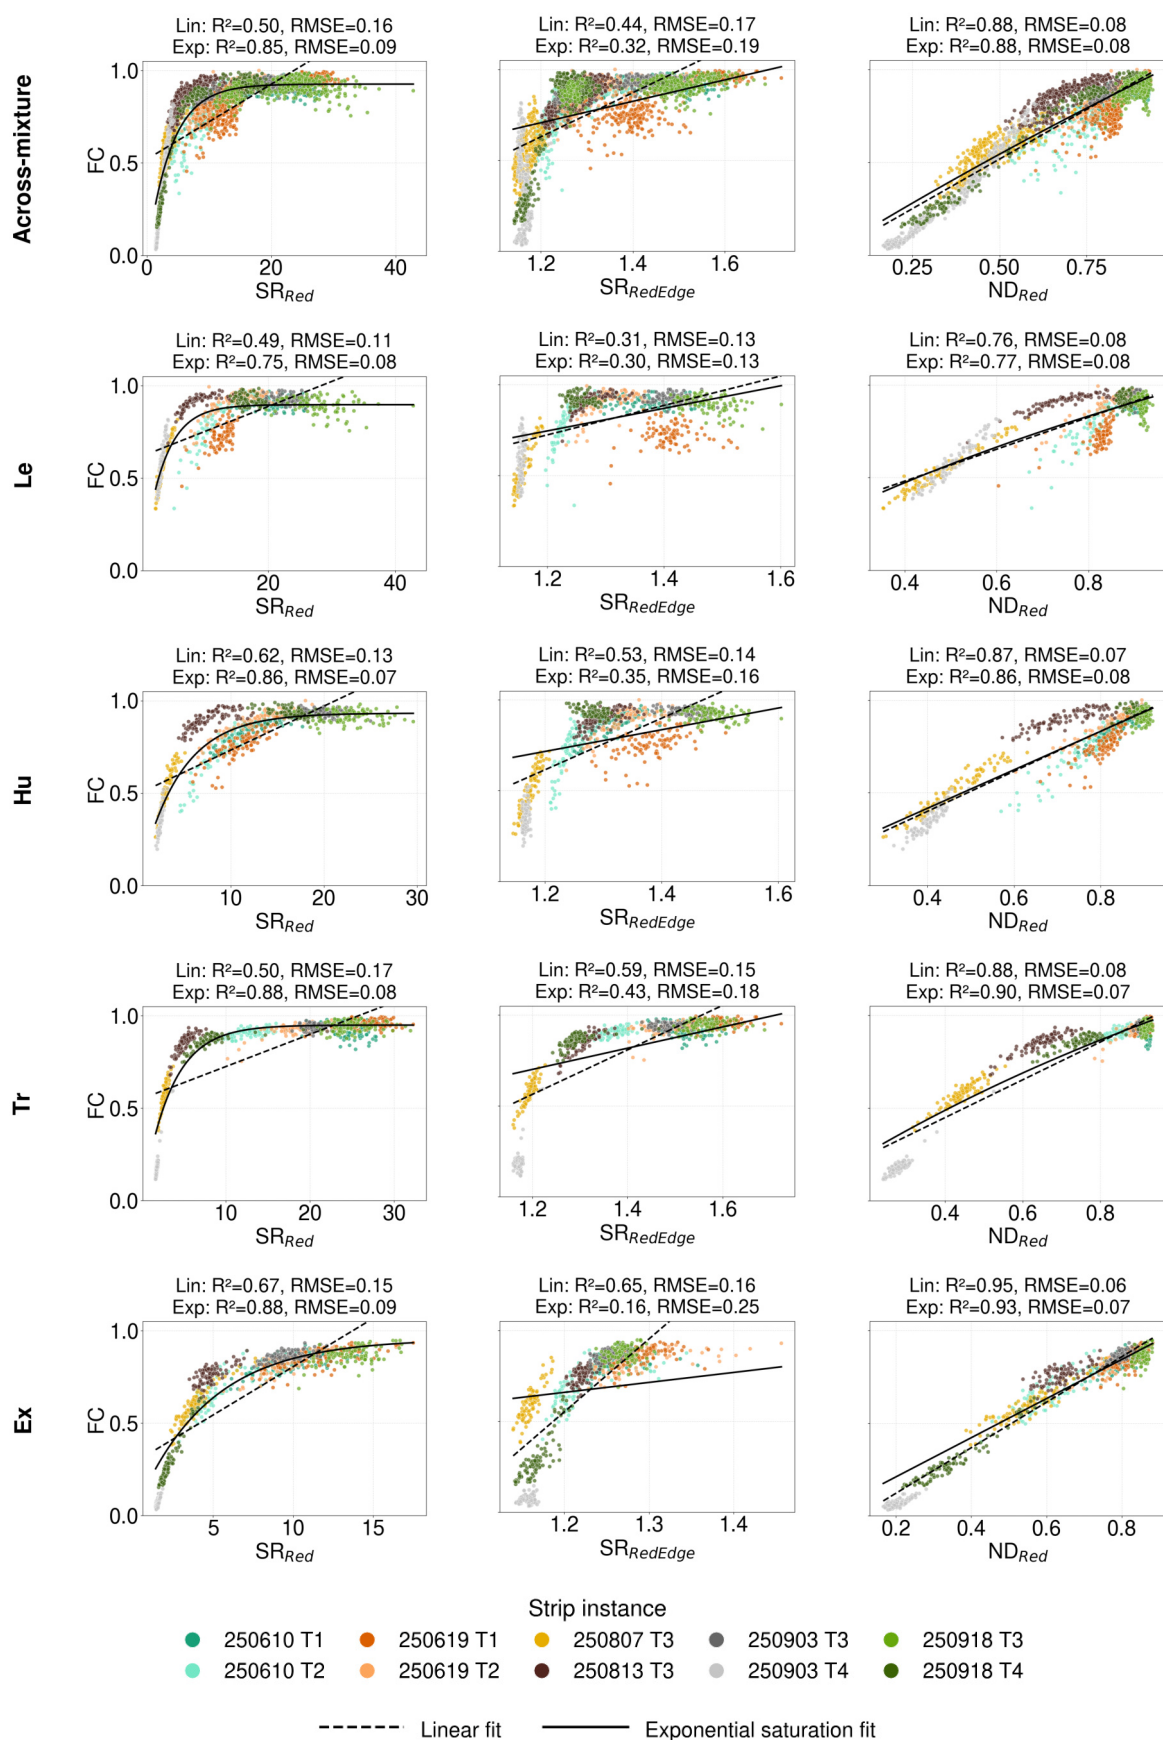 Lin: R²=0.50, RMSE=0.16
Exp: R²=0.85, RMSE=0.09
Lin: R²=0.44, RMSE=0.17
Exp: R²=0.32, RMSE=0.19
Lin: R²=0.88, RMSE=0.08
Exp: R²=0.88, RMSE=0.08
Across-mixture
FC
1.0
0.5
0.0
0 20 40
SR_Red
1.2 1.4 1.6
SR_RedEdge
0.25 0.50 0.75
ND_Red
Lin: R²=0.49, RMSE=0.11
Exp: R²=0.75, RMSE=0.08
Lin: R²=0.31, RMSE=0.13
Exp: R²=0.30, RMSE=0.13
Lin: R²=0.76, RMSE=0.08
Exp: R²=0.77, RMSE=0.08
Le
FC
1.0
0.5
0.0
20 40
SR_Red
1.2 1.4 1.6
SR_RedEdge
0.4 0.6 0.8
ND_Red
Lin: R²=0.62, RMSE=0.13
Exp: R²=0.86, RMSE=0.07
Lin: R²=0.53, RMSE=0.14
Exp: R²=0.35, RMSE=0.16
Lin: R²=0.87, RMSE=0.07
Exp: R²=0.86, RMSE=0.08
Hu
FC
1.0
0.5
0.0
10 20 30
SR_Red
1.2 1.4 1.6
SR_RedEdge
0.4 0.6 0.8
ND_Red
Lin: R²=0.50, RMSE=0.17
Exp: R²=0.88, RMSE=0.08
Lin: R²=0.59, RMSE=0.15
Exp: R²=0.43, RMSE=0.18
Lin: R²=0.88, RMSE=0.08
Exp: R²=0.90, RMSE=0.07
Tr
FC
1.0
0.5
0.0
10 20 30
SR_Red
1.2 1.4 1.6
SR_RedEdge
0.4 0.6 0.8
ND_Red
Lin: R²=0.67, RMSE=0.15
Exp: R²=0.88, RMSE=0.09
Lin: R²=0.65, RMSE=0.16
Exp: R²=0.16, RMSE=0.25
Lin: R²=0.95, RMSE=0.06
Exp: R²=0.93, RMSE=0.07
Ex
FC
1.0
0.5
0.0
5 10 15
SR_Red
1.2 1.3 1.4
SR_RedEdge
0.2 0.4 0.6 0.8
ND_Red
Strip instance
250610 T1 250619 T1 250807 T3 250903 T3 250918 T3
250610 T2 250619 T2 250813 T3 250903 T4 250918 T4
Linear fit Exponential saturation fit